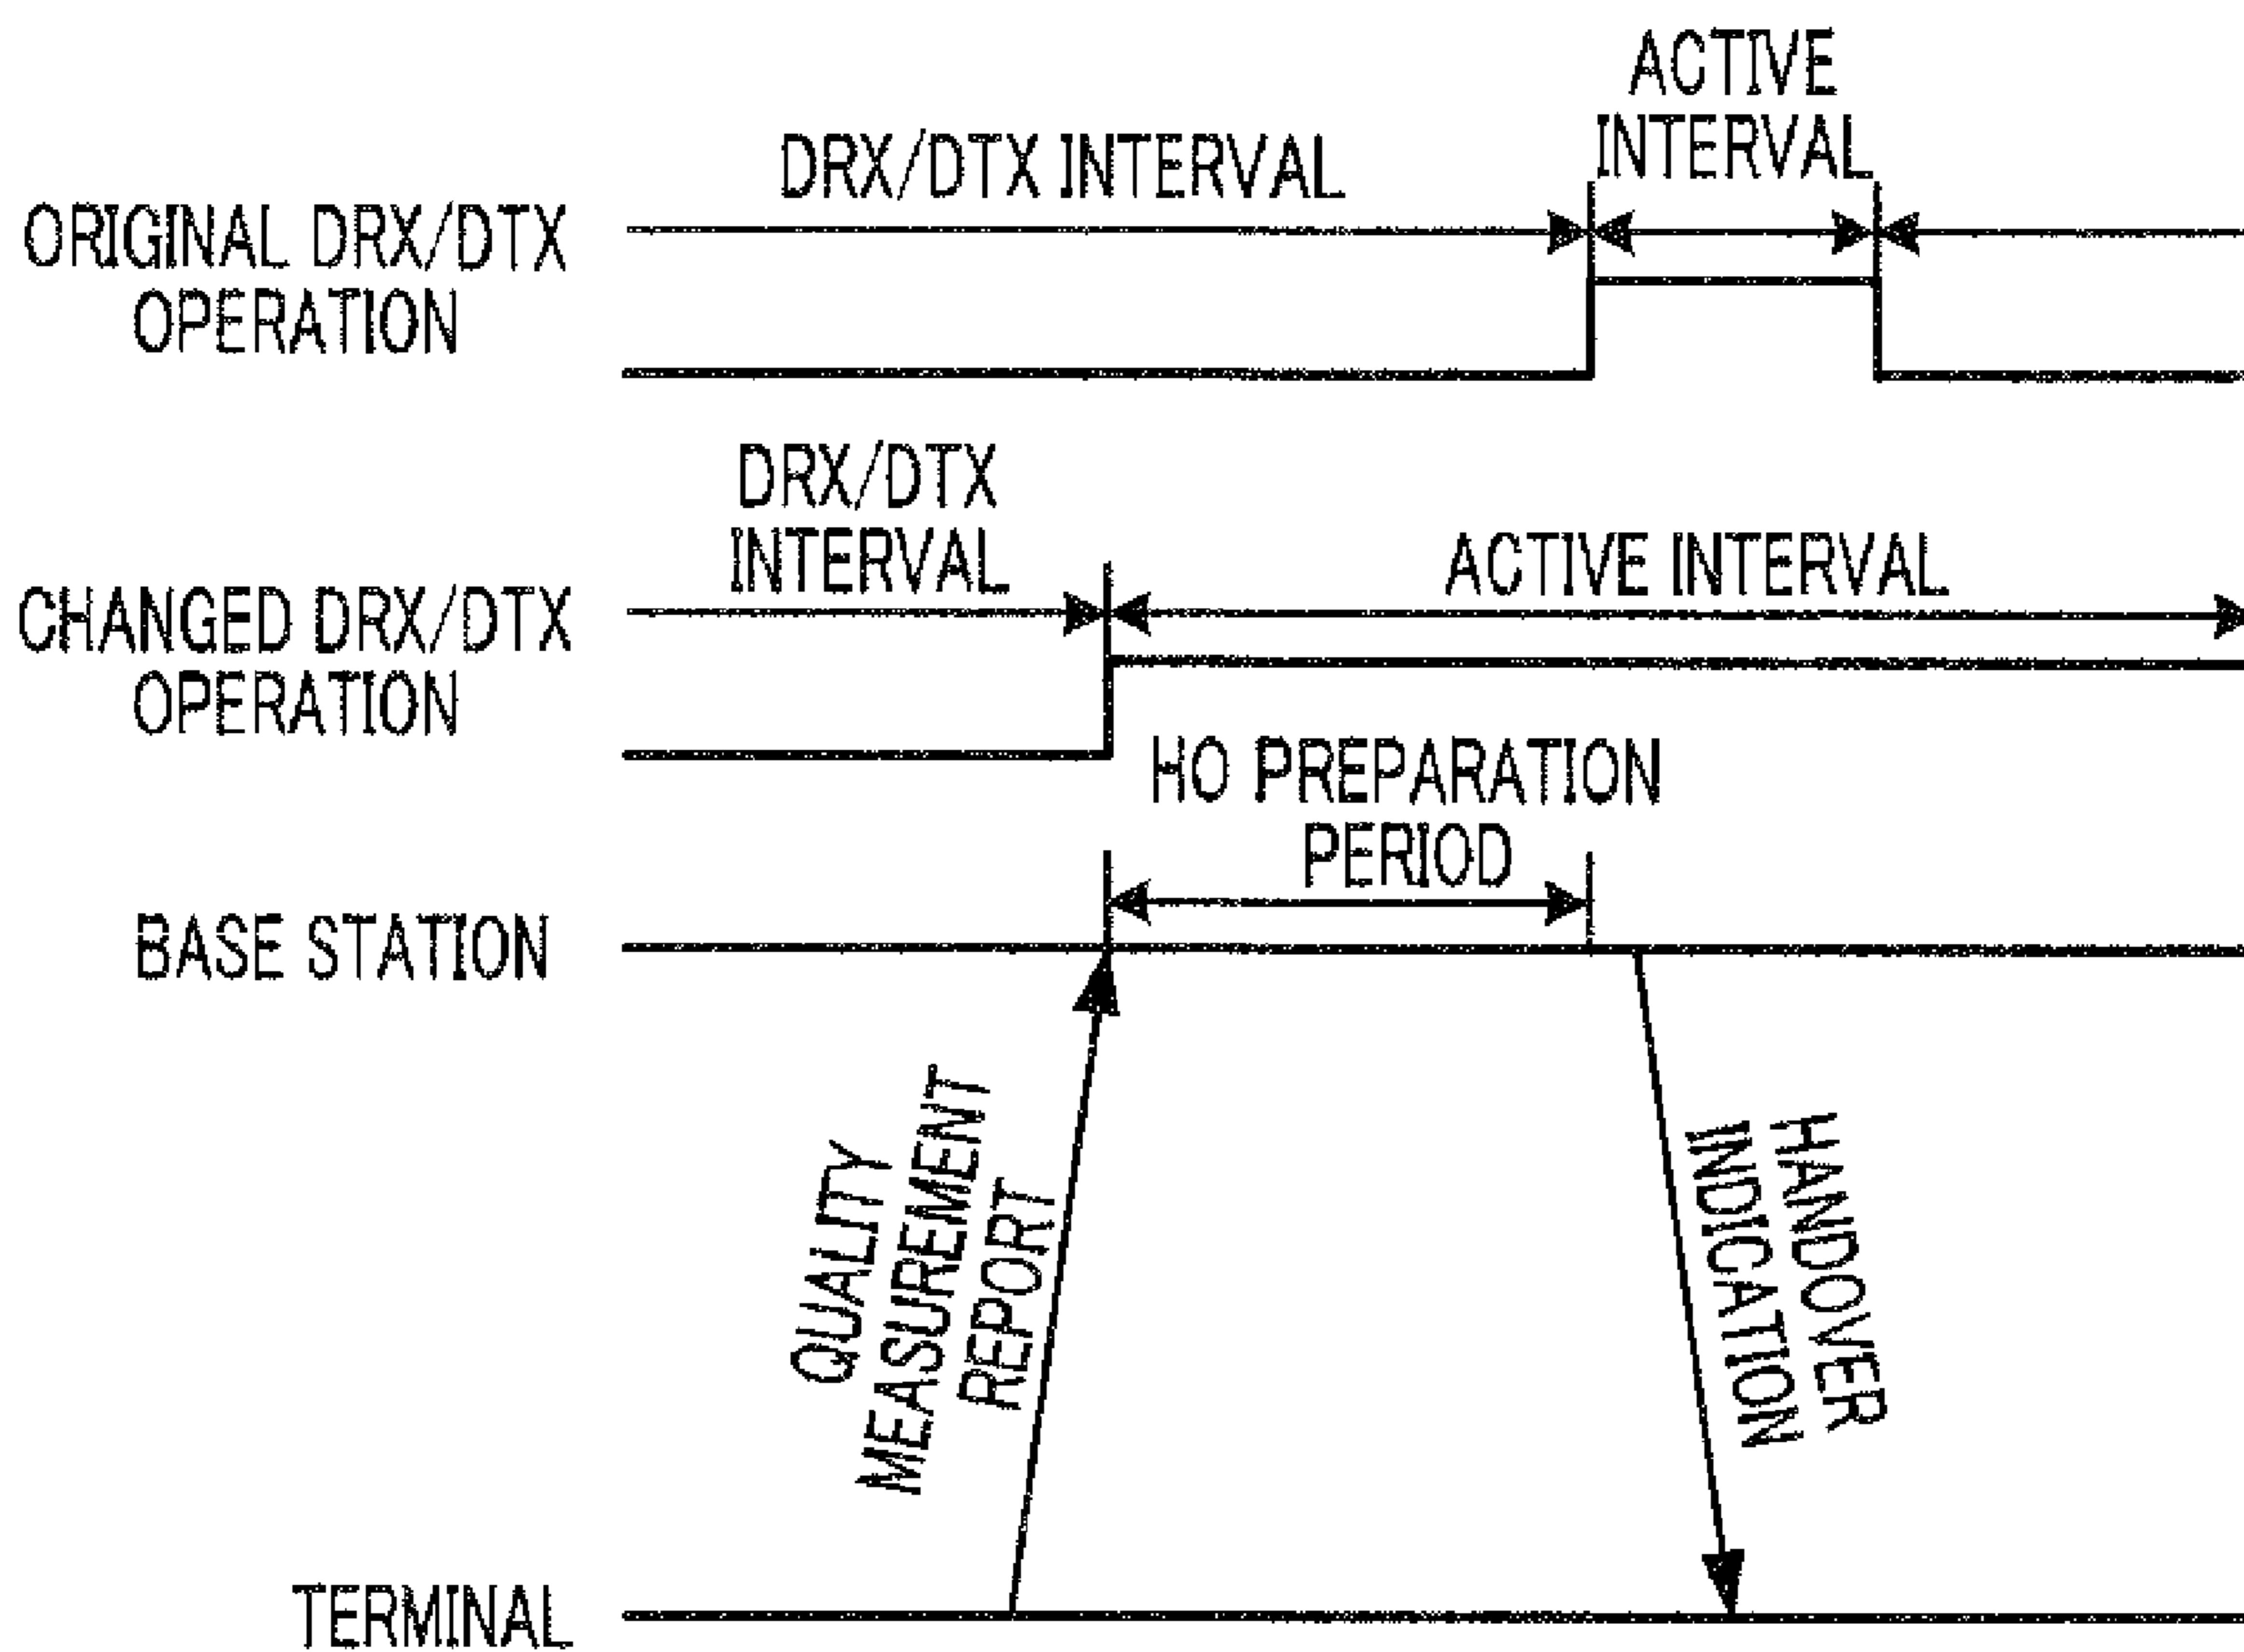 ACTIVE
INTERVAL
DRX/DTX INTERVAL
ORIGINAL DRX/DTX
OPERATION
DRX/DTX
INTERVAL
ACTIVE INTERVAL
CHANGED DRX/DTX
OPERATION
HO PREPARATION
PERIOD
BASE STATION
QUALITY
MEASUREMENT
REPORT
HANDOVER
INDICATION
TERMINAL